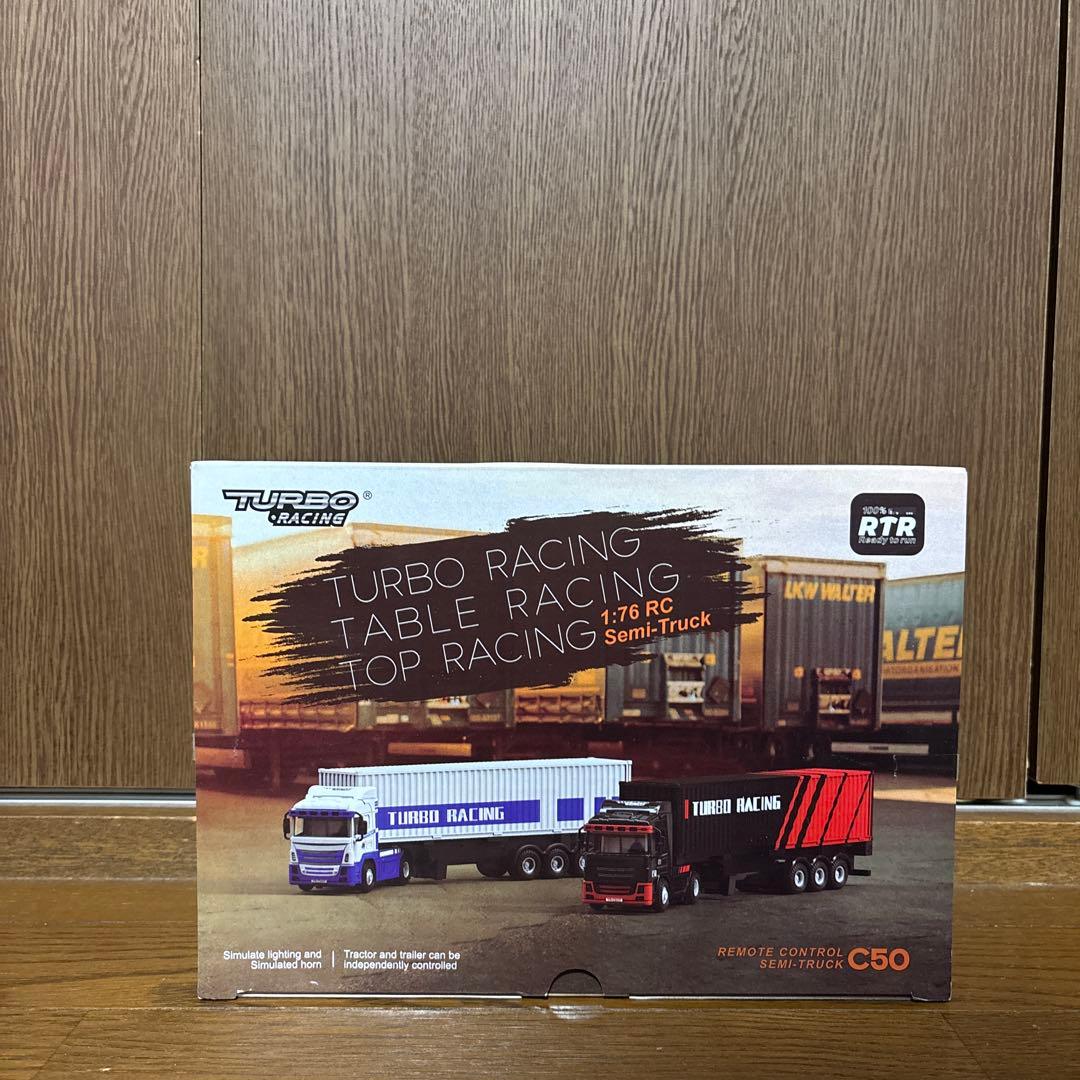 TURBO ®
RACING
100%
RTR
Ready to run
TURBO RACING
TABLE RACING
TOP RACING
1:76 RC
Semi-Truck
LKW WALTER
ALTE
TURBO RACING
TURBO RACING
Simulate lighting and
Simulated horn
Tractor and trailer can be
independently controlled
REMOTE CONTROL
SEMI-TRUCK C50